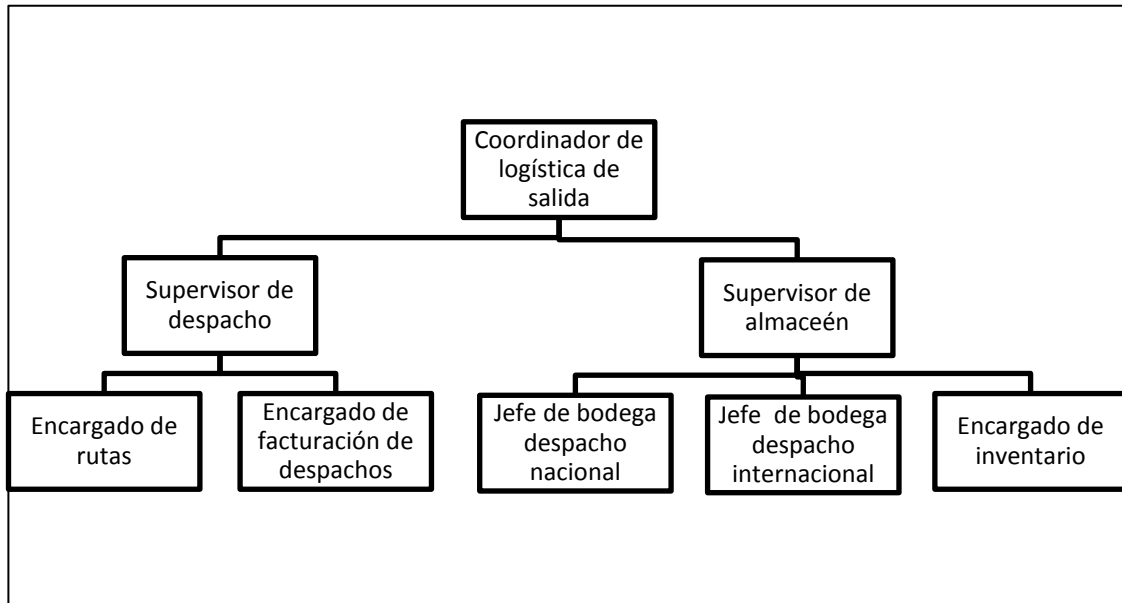 Coordinador de
logística de
salida
Supervisor de
despacho
Supervisor de
almaceén
Encargado de
rutas
Encargado de
facturación de
despachos
Jefe de bodega
despacho
nacional
Jefe  de bodega
despacho
internacional
Encargado de
inventario